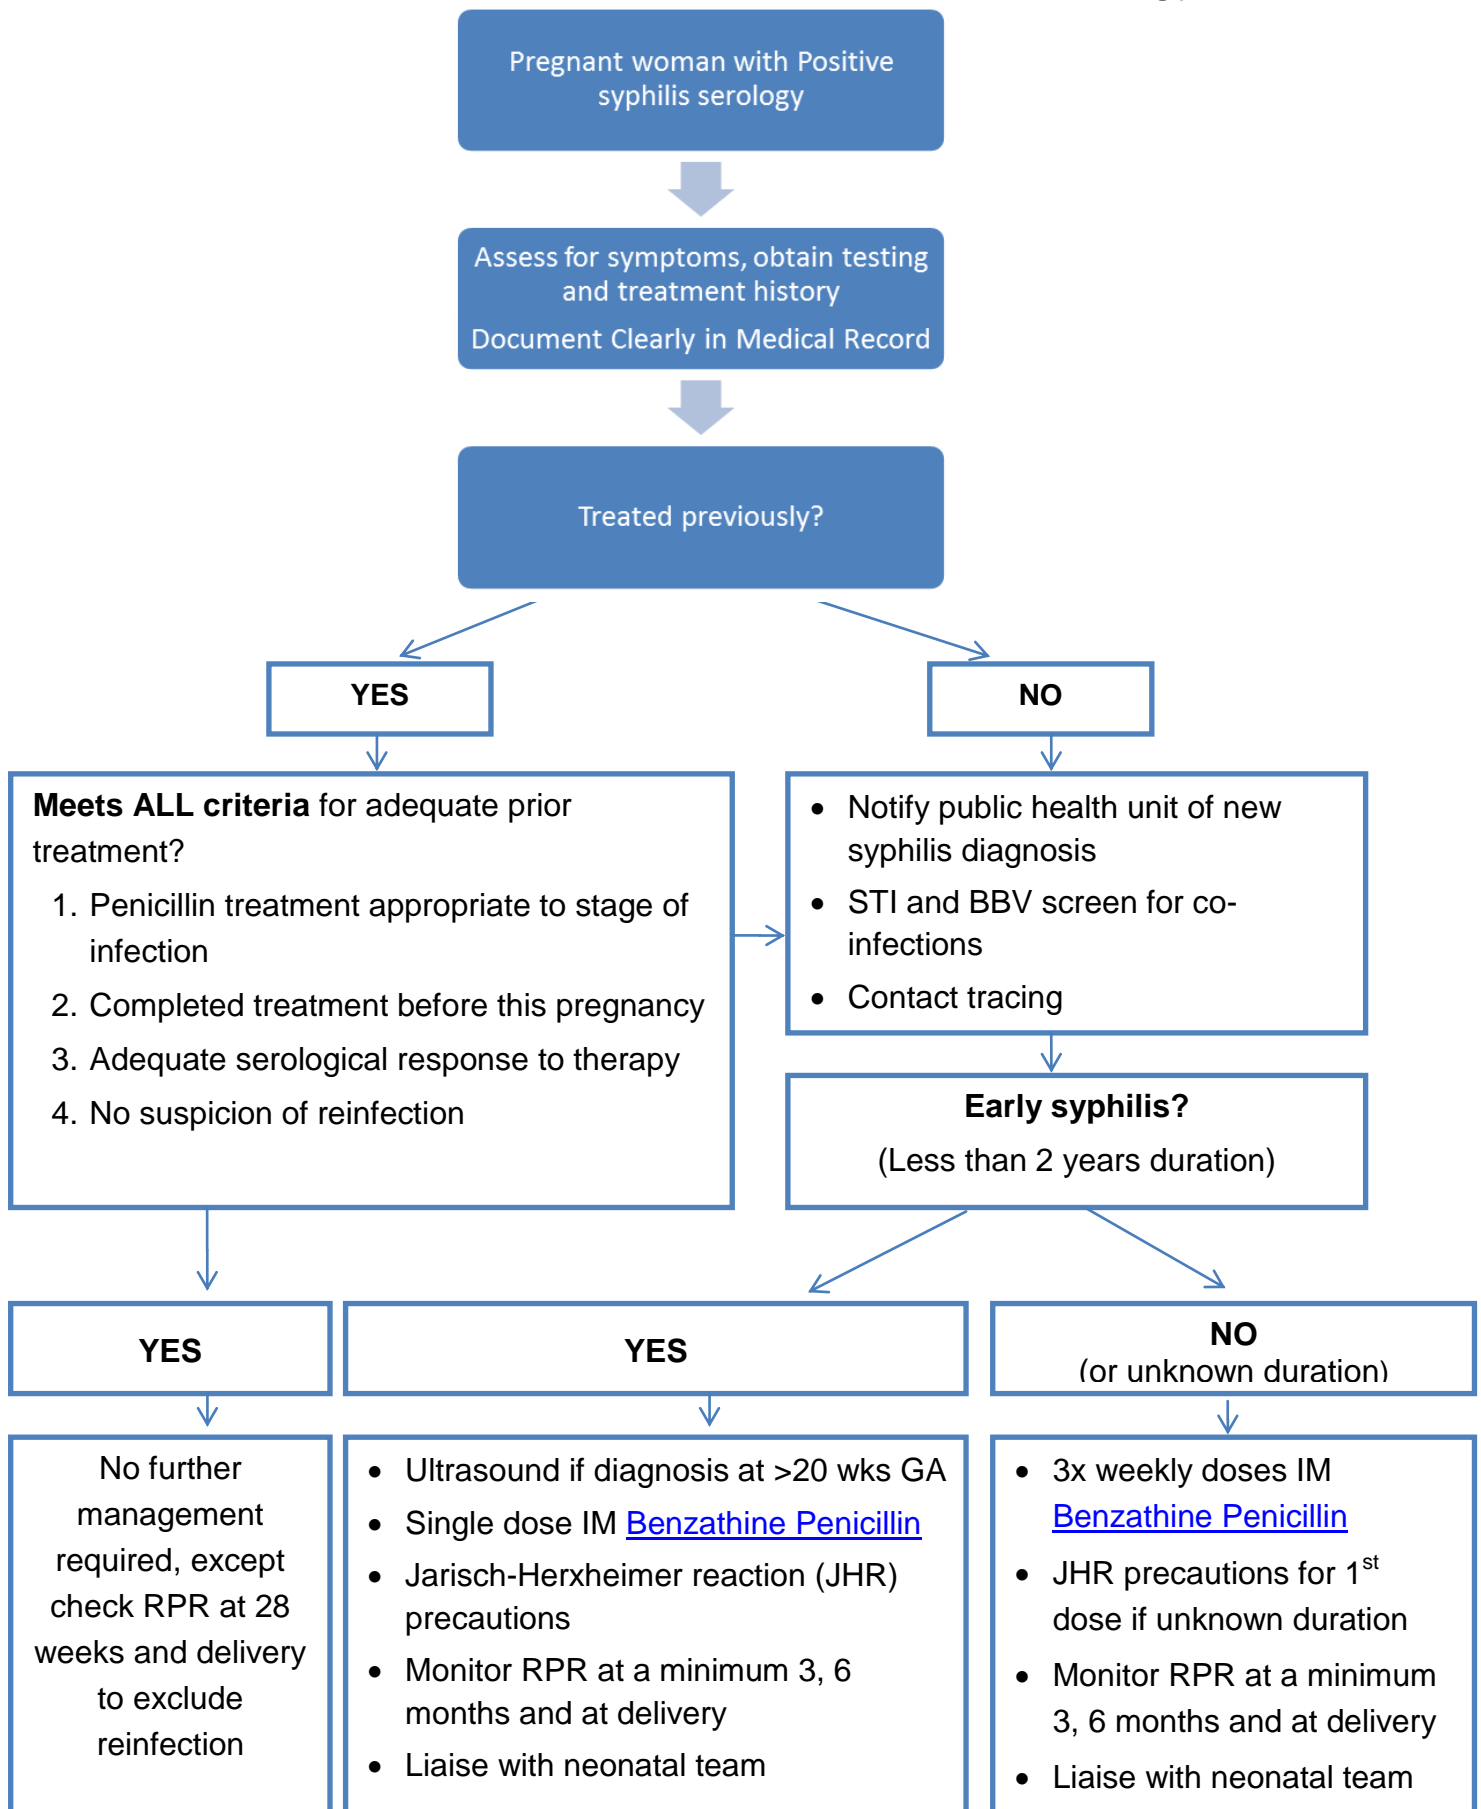 Pregnant woman with Positive
syphilis serology
Assess for symptoms, obtain testing
and treatment history
Document Clearly in Medical Record
Treated previously?
YES
NO
Meets ALL criteria for adequate prior
treatment?
1. Penicillin treatment appropriate to stage of
infection
2. Completed treatment before this pregnancy
3. Adequate serological response to therapy
4. No suspicion of reinfection
• Notify public health unit of new
syphilis diagnosis
• STI and BBV screen for co-
infections
• Contact tracing
Early syphilis?
(Less than 2 years duration)
YES
YES
NO
(or unknown duration)
No further
management
required, except
check RPR at 28
weeks and delivery
to exclude
reinfection
• Ultrasound if diagnosis at >20 wks GA
• Single dose IM Benzathine Penicillin
• Jarisch-Herxheimer reaction (JHR)
precautions
• Monitor RPR at a minimum 3, 6
months and at delivery
• Liaise with neonatal team
• 3x weekly doses IM
Benzathine Penicillin
• JHR precautions for 1st
dose if unknown duration
• Monitor RPR at a minimum
3, 6 months and at delivery
• Liaise with neonatal team